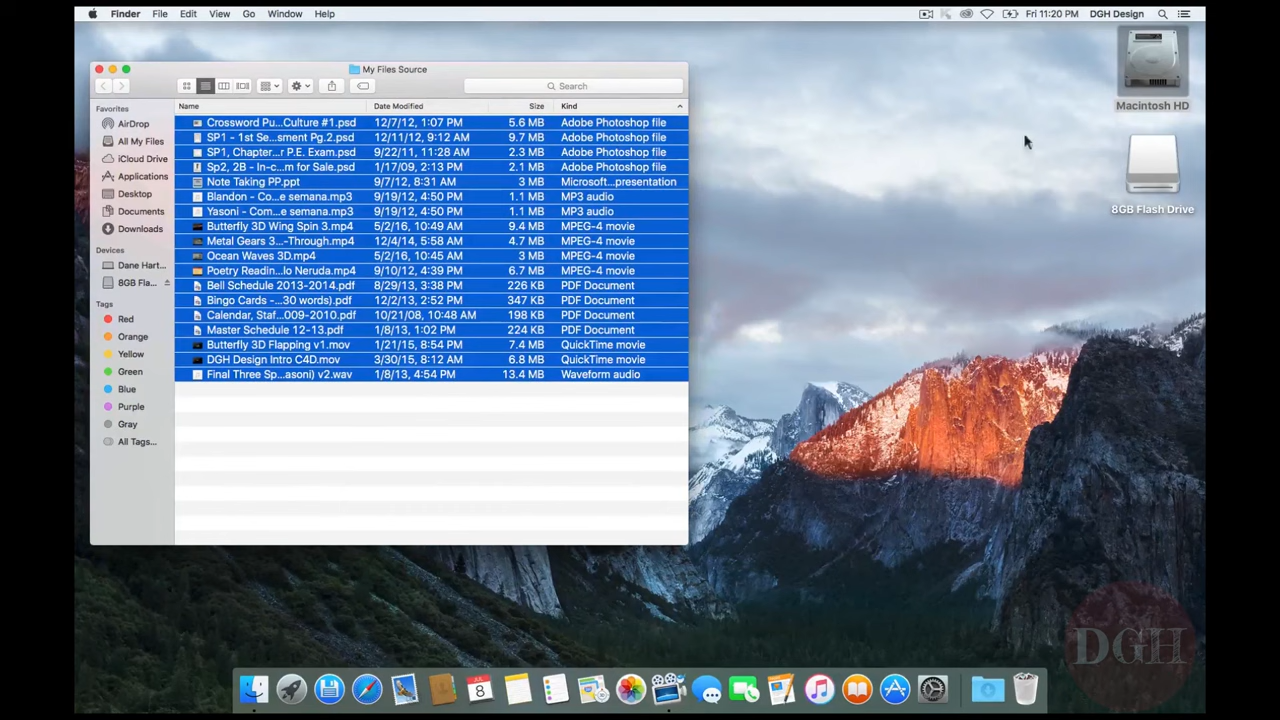 Finder File Edit View Go Window Help Fri 11:20 PM DGH Design
Macintosh HD
8GB Flash Drive
My Files Source
Search
Favorites
AirDrop
All My Files
iCloud Drive
Applications
Desktop
Documents
Downloads
Devices
Dane Hart...
8GB Fla...
Tags
Red
Orange
Yellow
Green
Blue
Purple
Gray
All Tags...
Name Date Modified Size Kind
Crossword Pu...Culture #1.psd 12/7/12, 1:07 PM 5.6 MB Adobe Photoshop file
SP1 - 1st Se...sment Pg.2.psd 12/11/12, 9:12 AM 9.7 MB Adobe Photoshop file
SP1, Chapter...r P.E. Exam.psd 9/22/11, 11:28 AM 2.3 MB Adobe Photoshop file
Sp2, 2B - In-c...m for Sale.psd 1/17/09, 2:13 PM 2.1 MB Adobe Photoshop file
Note Taking PP.ppt 9/7/12, 8:31 AM 3 MB Microsoft...presentation
Blandon - Co...e semana.mp3 9/19/12, 4:50 PM 1.1 MB MP3 audio
Yasoni - Com...e semana.mp3 9/19/12, 4:50 PM 1.1 MB MP3 audio
Butterfly 3D Wing Spin 3.mp4 5/2/16, 10:49 AM 9.4 MB MPEG-4 movie
Metal Gears 3...-Through.mp4 12/4/14, 5:58 AM 4.7 MB MPEG-4 movie
Ocean Waves 3D.mp4 5/2/16, 10:45 AM 3 MB MPEG-4 movie
Poetry Readin...lo Neruda.mp4 9/10/12, 4:39 PM 6.7 MB MPEG-4 movie
Bell Schedule 2013-2014.pdf 8/29/13, 3:38 PM 226 KB PDF Document
Bingo Cards -...30 words).pdf 12/2/13, 2:52 PM 347 KB PDF Document
Calendar, Staf...009-2010.pdf 10/21/08, 10:48 AM 198 KB PDF Document
Master Schedule 12-13.pdf 1/8/13, 1:02 PM 224 KB PDF Document
Butterfly 3D Flapping v1.mov 1/21/15, 8:54 PM 7.4 MB QuickTime movie
DGH Design Intro C4D.mov 3/30/15, 8:12 AM 6.8 MB QuickTime movie
Final Three Sp...asoni) v2.wav 1/8/13, 4:54 PM 13.4 MB Waveform audio
JUL
8
DGH